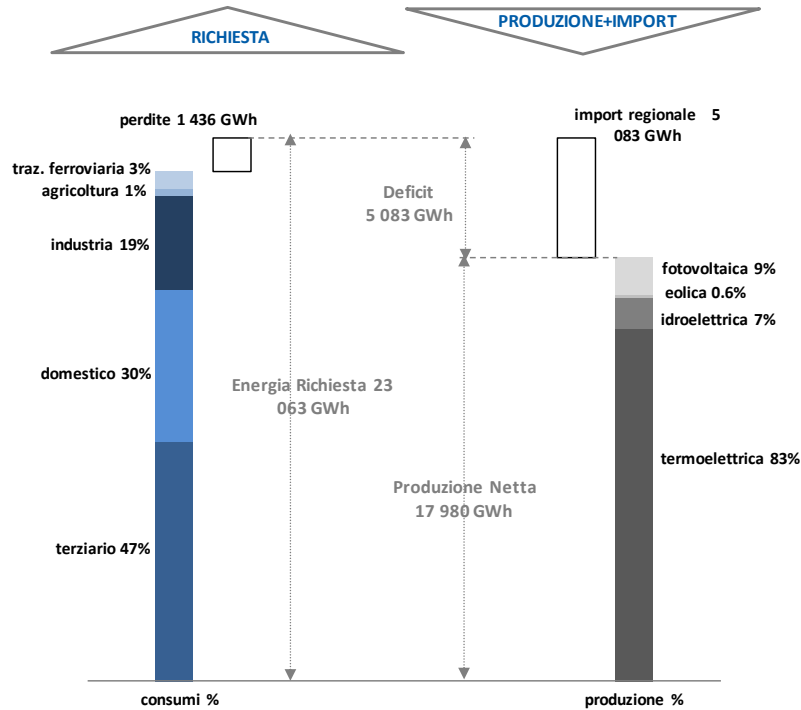 RICHIESTA
PRODUZIONE+IMPORT
perdite 1 436 GWh
import regionale 5
083 GWh
traz. ferroviaria 3%
agricoltura 1%
industria 19%
domestico 30%
terziario 47%
Deficit
5 083 GWh
Energia Richiesta 23
063 GWh
Produzione Netta
17 980 GWh
fotovoltaica 9%
eolica 0.6%
idroelettrica 7%
termoelettrica 83%
consumi %
produzione %